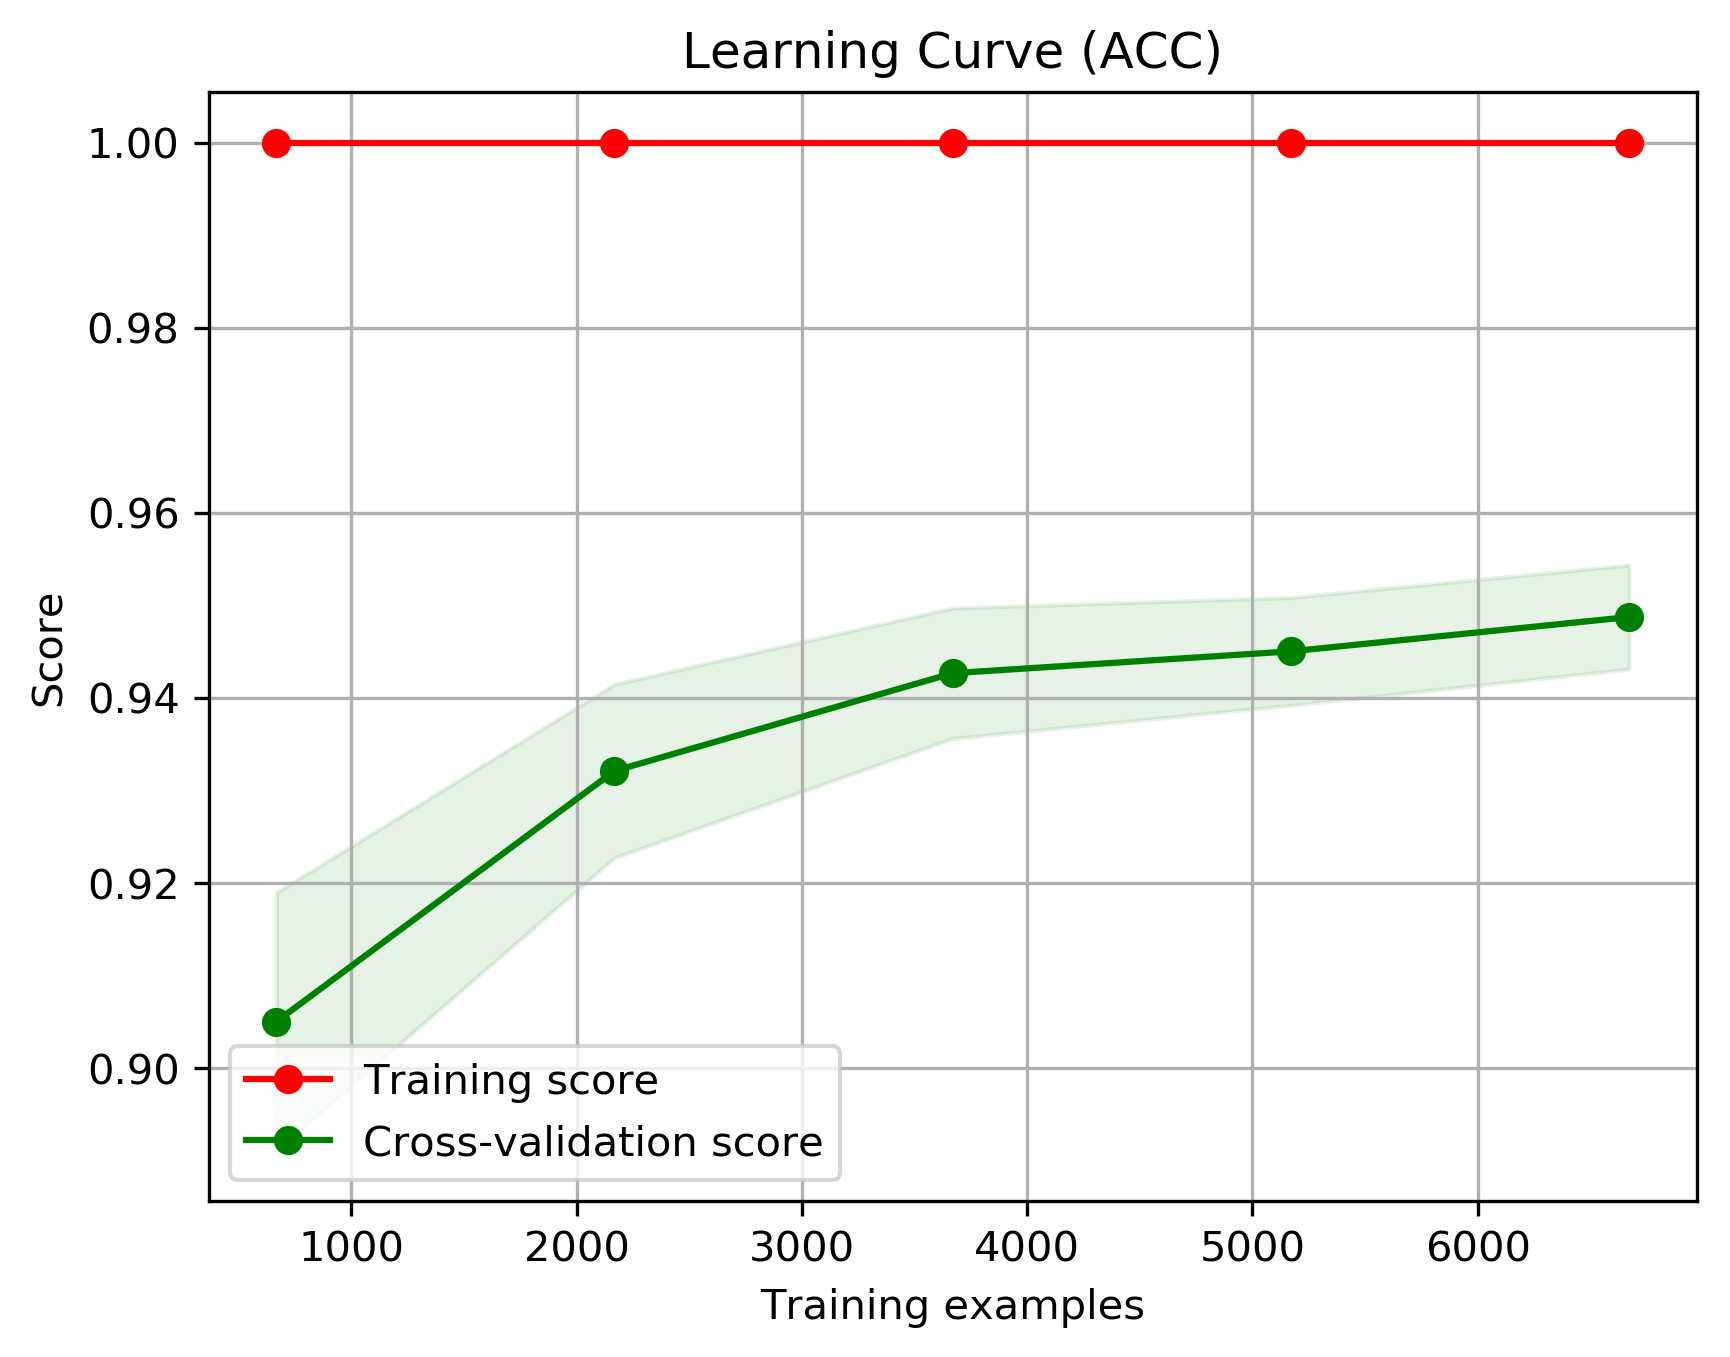 Learning Curve (ACC)
1.00
0.98
0.96
0.94
0.92
0.90
Score
Training score
Cross-validation score
1000 2000 3000 4000 5000 6000
Training examples